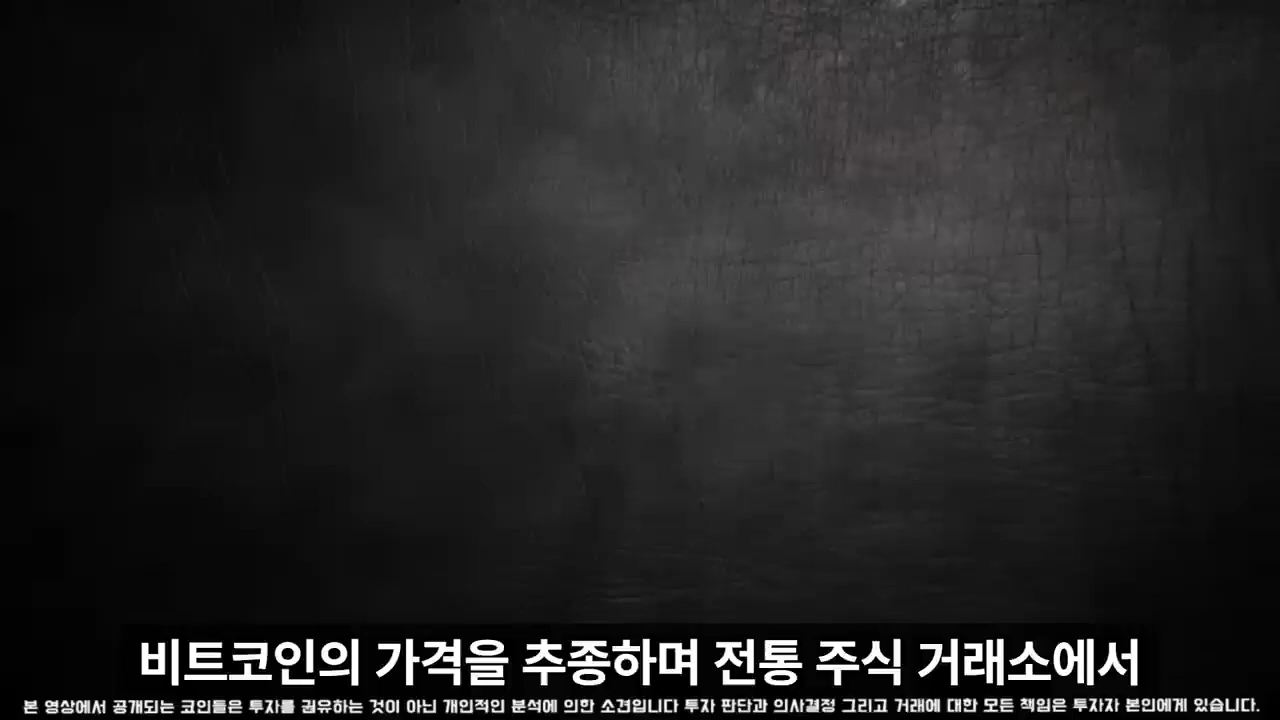 비트코인의 가격을 추종하며 전통 주식 거래소에서
본 영상에서 공개되는 코인들은 투자를 권유하는 것이 아닌 개인적인 분석에 의한 소견입니다 투자 판단과 의사결정 그리고 거래에 대한 모든 책임은 투자자 본인에게 있습니다.